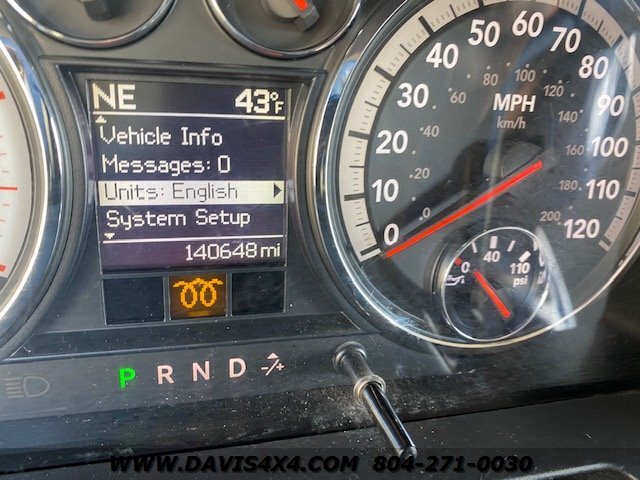 NE 43°F
Vehicle Info
Messages: 0
Units: English
System Setup
140648 mi
P R N D -/+
0 10 20 30 40 50 60 70 80 90 100 110 120
0 20 40 60 80 100 120 140 160 180 200
MPH
km/h
0 40 110
psi
WWW.DAVIS4X4.COM 804-271-0030